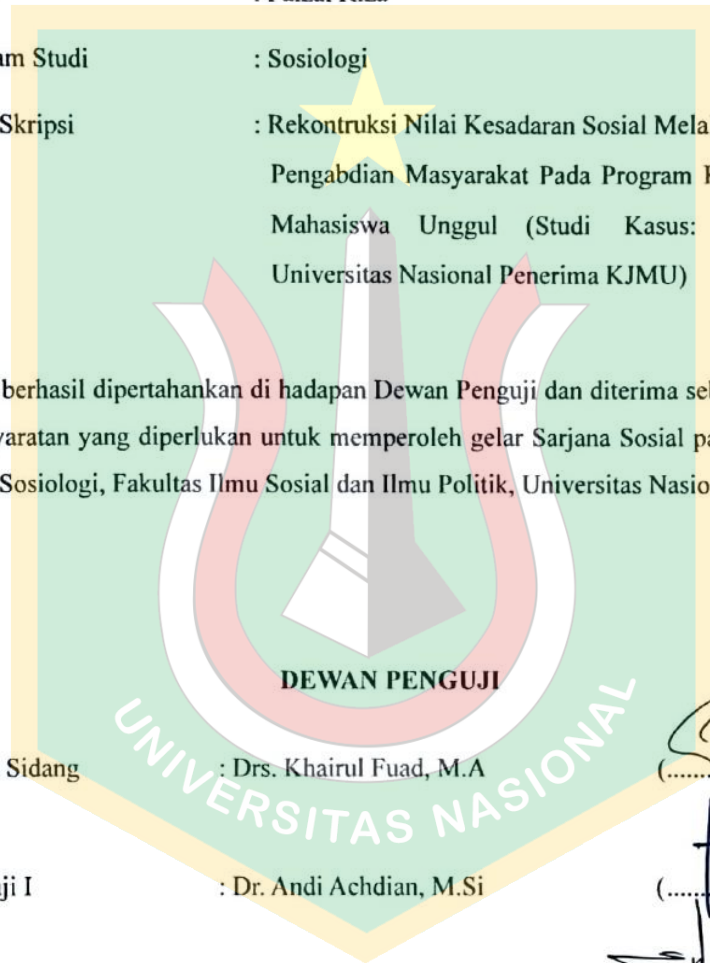 am Studi : Sosiologi
Skripsi : Rekontruksi Nilai Kesadaran Sosial Mela
Pengabdian Masyarakat Pada Program
Mahasiswa Unggul (Studi Kasus:
Universitas Nasional Penerima KJMU)
berhasil dipertahankan di hadapan Dewan Penguji dan diterima se
aratan yang diperlukan untuk memperoleh gelar Sarjana Sosial pa
Sosiologi, Fakultas Ilmu Sosial dan Ilmu Politik, Universitas Nasio
DEWAN PENGUJI
Sidang : Drs. Khairul Fuad, M.A (.......
ji I : Dr. Andi Achdian, M.Si (.......
UNIVERSITAS NASIONAL